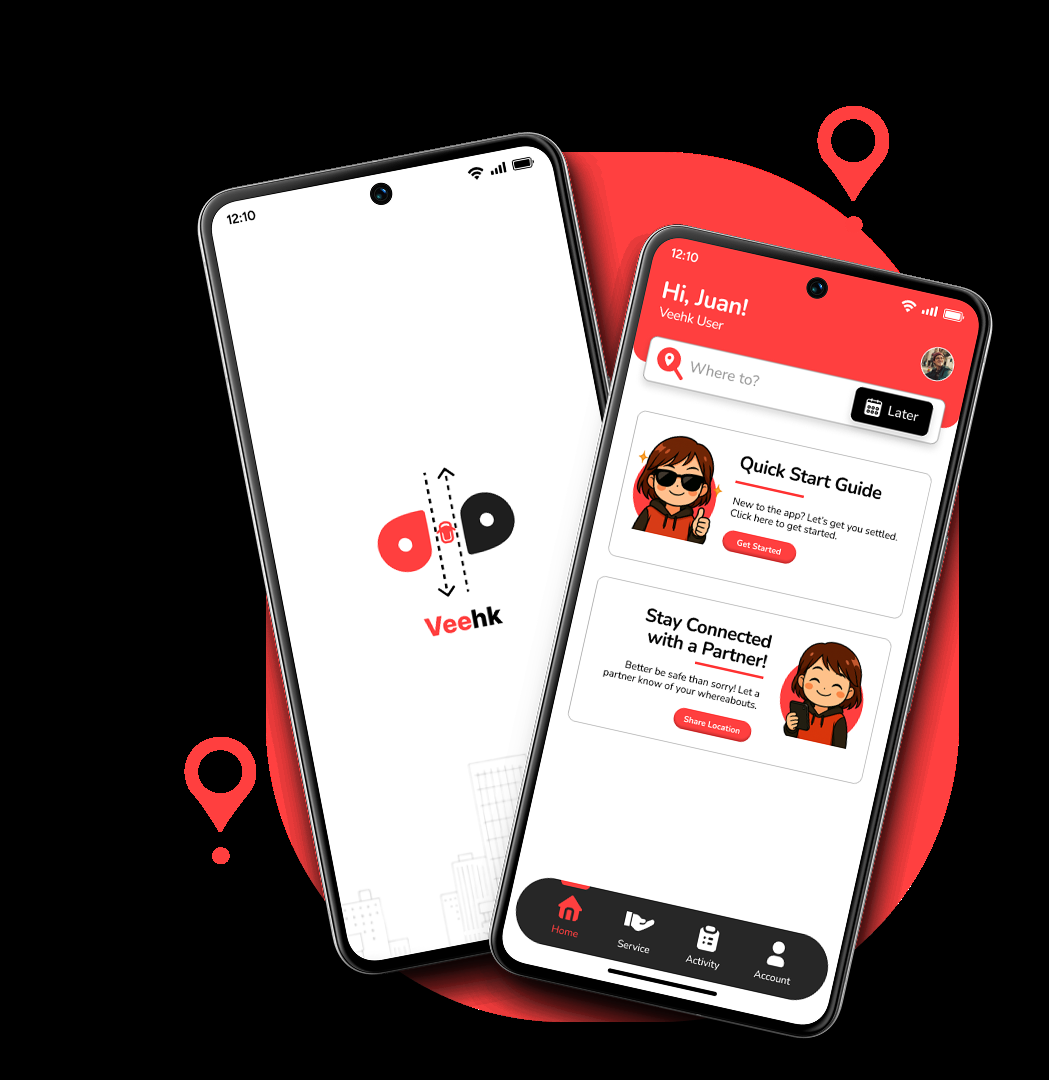 12:10
Veehk
12:10
Hi, Juan!
Veehk User
Where to?
Later
Quick Start Guide
New to the app? Let's get you settled.
Click here to get started.
Get Started
Stay Connected
with a Partner!
Better be safe than sorry! Let a
partner know of your whereabouts.
Share Location
Home
Service
Activity
Account